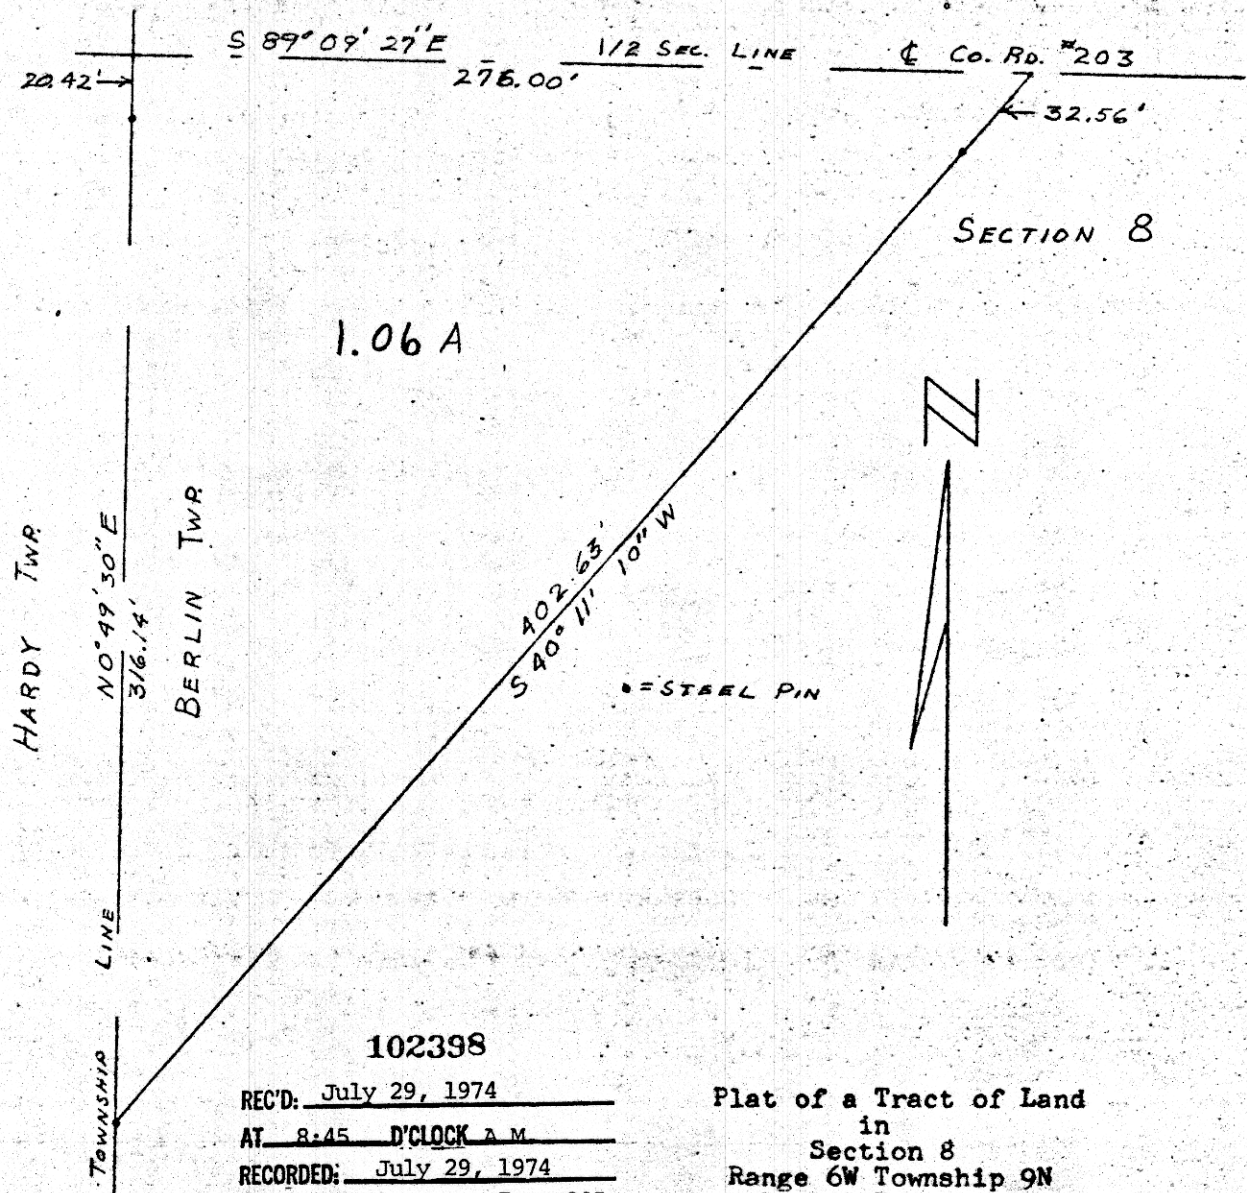 S 89° 09' 27" E 1/2 SEC. LINE ℄ Co. RD. #203
276.00'
20.42'
32.56'
SECTION 8
1.06 A
N
HARDY TWP.
N 0° 49' 30" E
316.14'
BERLIN TWP.
402.63'
S 40° 11' 10" W
• = STEEL PIN
TOWNSHIP LINE
102398
REC'D: July 29, 1974
AT 8:45 O'CLOCK A M
RECORDED: July 29, 1974
Plat of a Tract of Land
in
Section 8
Range 6W Township 9N